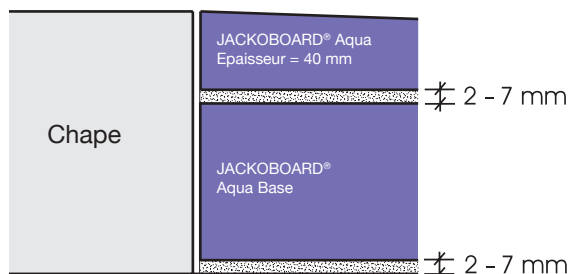 JACKOBOARD® Aqua
Epaisseur = 40 mm
2 - 7 mm
Chape
JACKOBOARD®
Aqua Base
2 - 7 mm